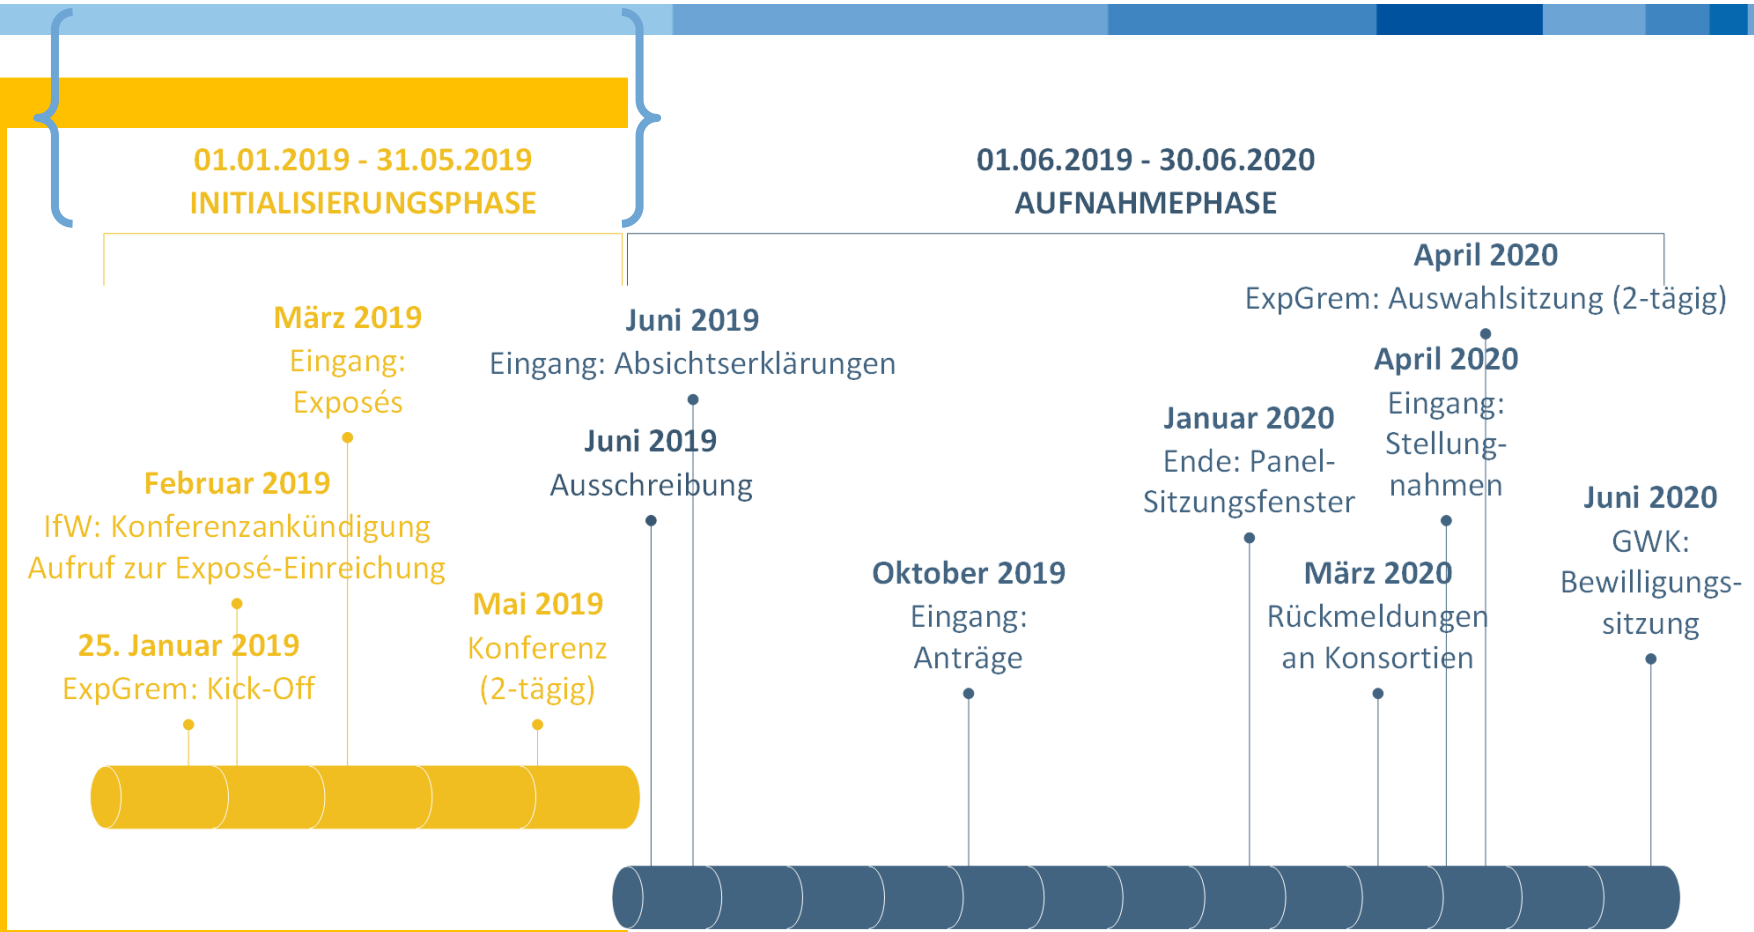 01.01.2019 - 31.05.2019
INITIALISIERUNGSPHASE
01.06.2019 - 30.06.2020
AUFNAHMEPHASE
März 2019
Eingang:
Exposés
Februar 2019
IfW: Konferenzankündigung
Aufruf zur Exposé-Einreichung
25. Januar 2019
ExpGrem: Kick-Off
Mai 2019
Konferenz
(2-tägig)
Juni 2019
Eingang: Absichtserklärungen
Juni 2019
Ausschreibung
Oktober 2019
Eingang:
Anträge
Januar 2020
Ende: Panel-
Sitzungsfenster
März 2020
Rückmeldungen
an Konsortien
April 2020
ExpGrem: Auswahlsitzung (2-tägig)
April 2020
Eingang:
Stellung-
nahmen
Juni 2020
GWK:
Bewilligungs-
sitzung